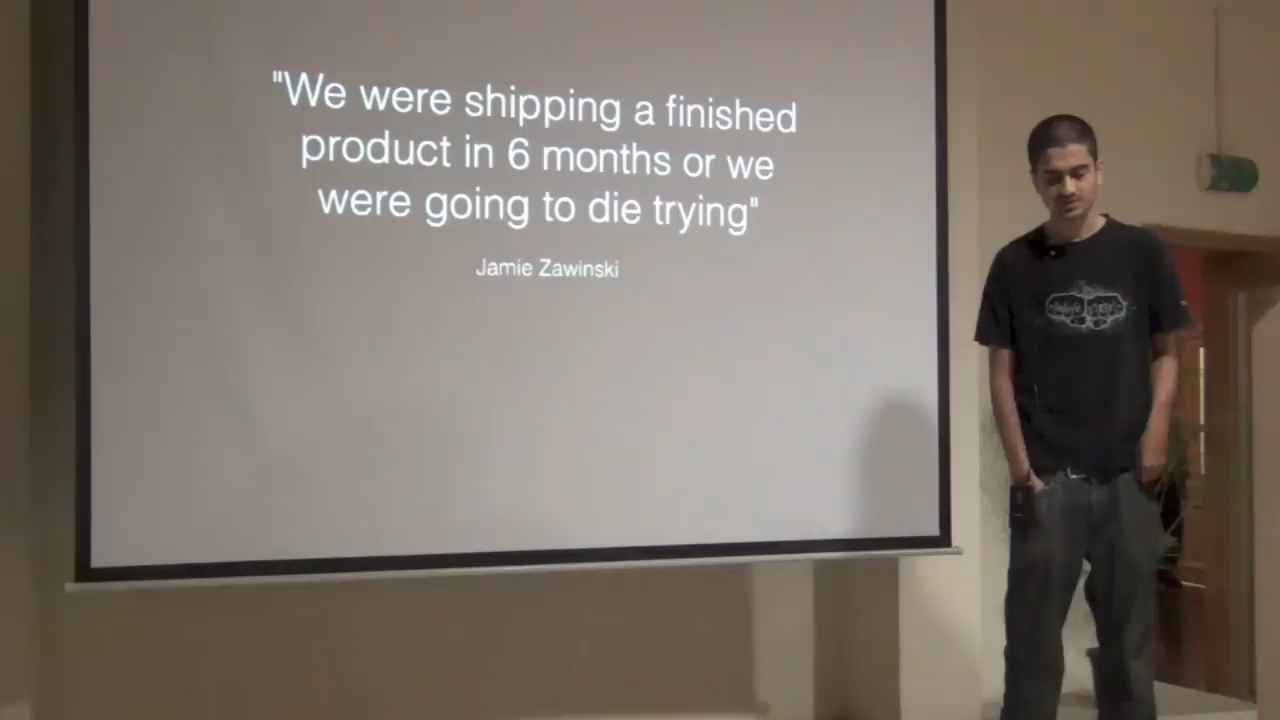 "We were shipping a finished
product in 6 months or we
were going to die trying"
Jamie Zawinski